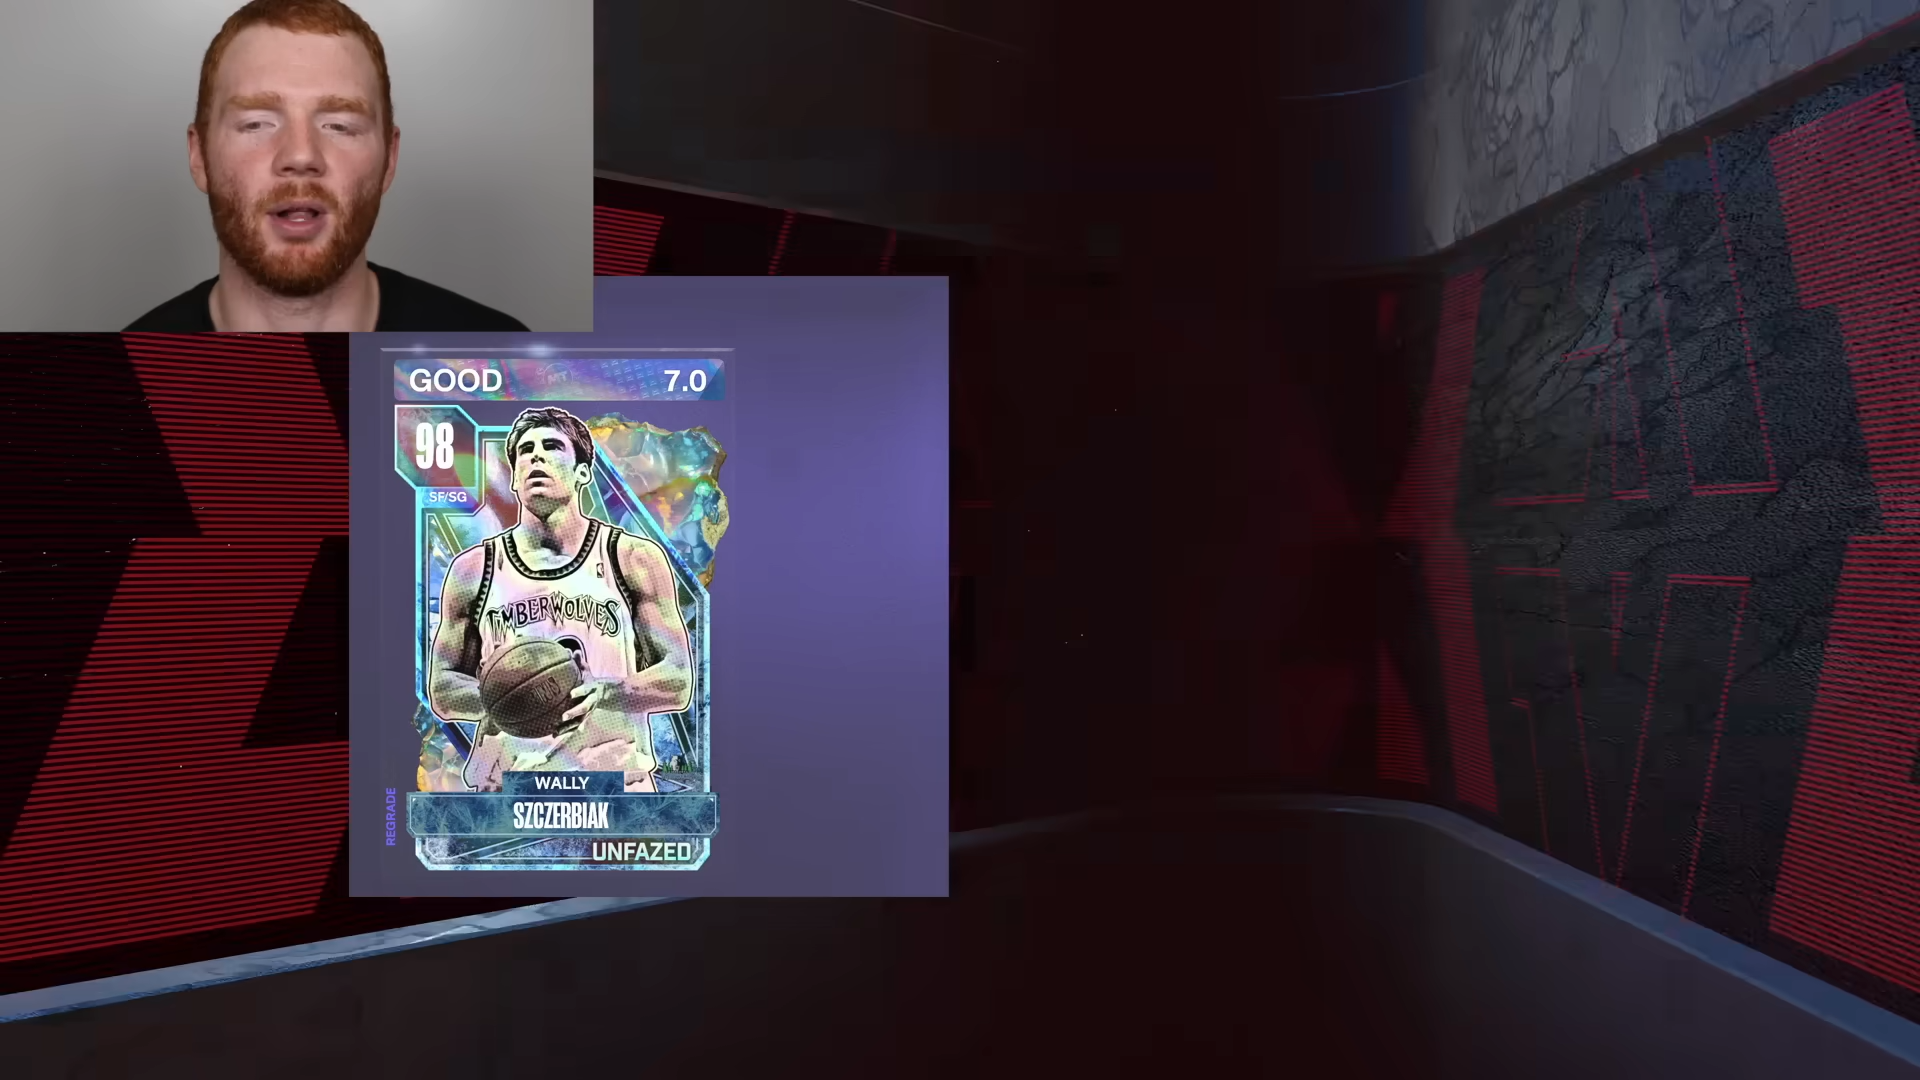 GOOD 7.0
98
SF/SG
TIMBERWOLVES
WALLY
SZCZERBIAK
UNFAZED
REGRADE